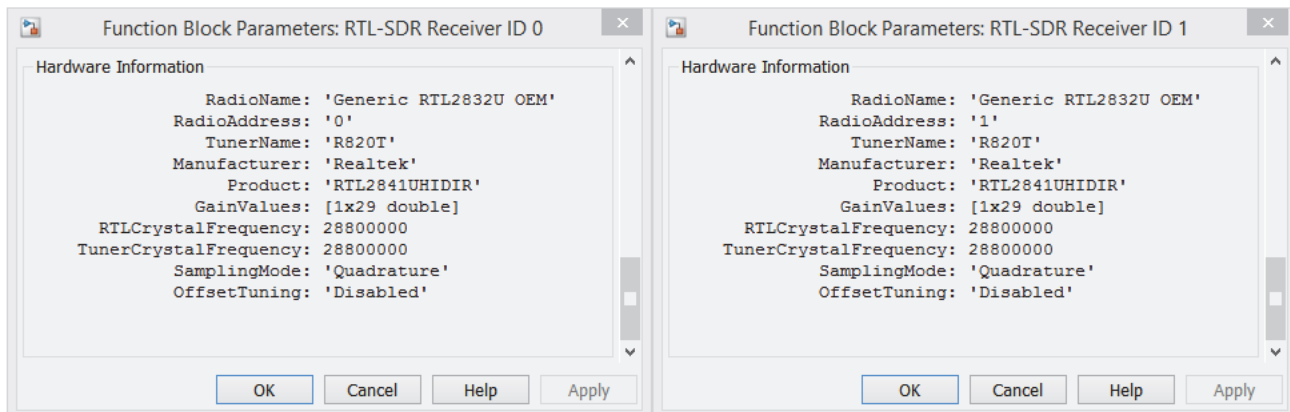 Function Block Parameters: RTL-SDR Receiver ID 0
Hardware Information
RadioName: 'Generic RTL2832U OEM'
RadioAddress: '0'
TunerName: 'R820T'
Manufacturer: 'Realtek'
Product: 'RTL2841UHIDIR'
GainValues: [1x29 double]
RTLCrystalFrequency: 28800000
TunerCrystalFrequency: 28800000
SamplingMode: 'Quadrature'
OffsetTuning: 'Disabled'
OK Cancel Help Apply
Function Block Parameters: RTL-SDR Receiver ID 1
Hardware Information
RadioName: 'Generic RTL2832U OEM'
RadioAddress: '1'
TunerName: 'R820T'
Manufacturer: 'Realtek'
Product: 'RTL2841UHIDIR'
GainValues: [1x29 double]
RTLCrystalFrequency: 28800000
TunerCrystalFrequency: 28800000
SamplingMode: 'Quadrature'
OffsetTuning: 'Disabled'
OK Cancel Help Apply